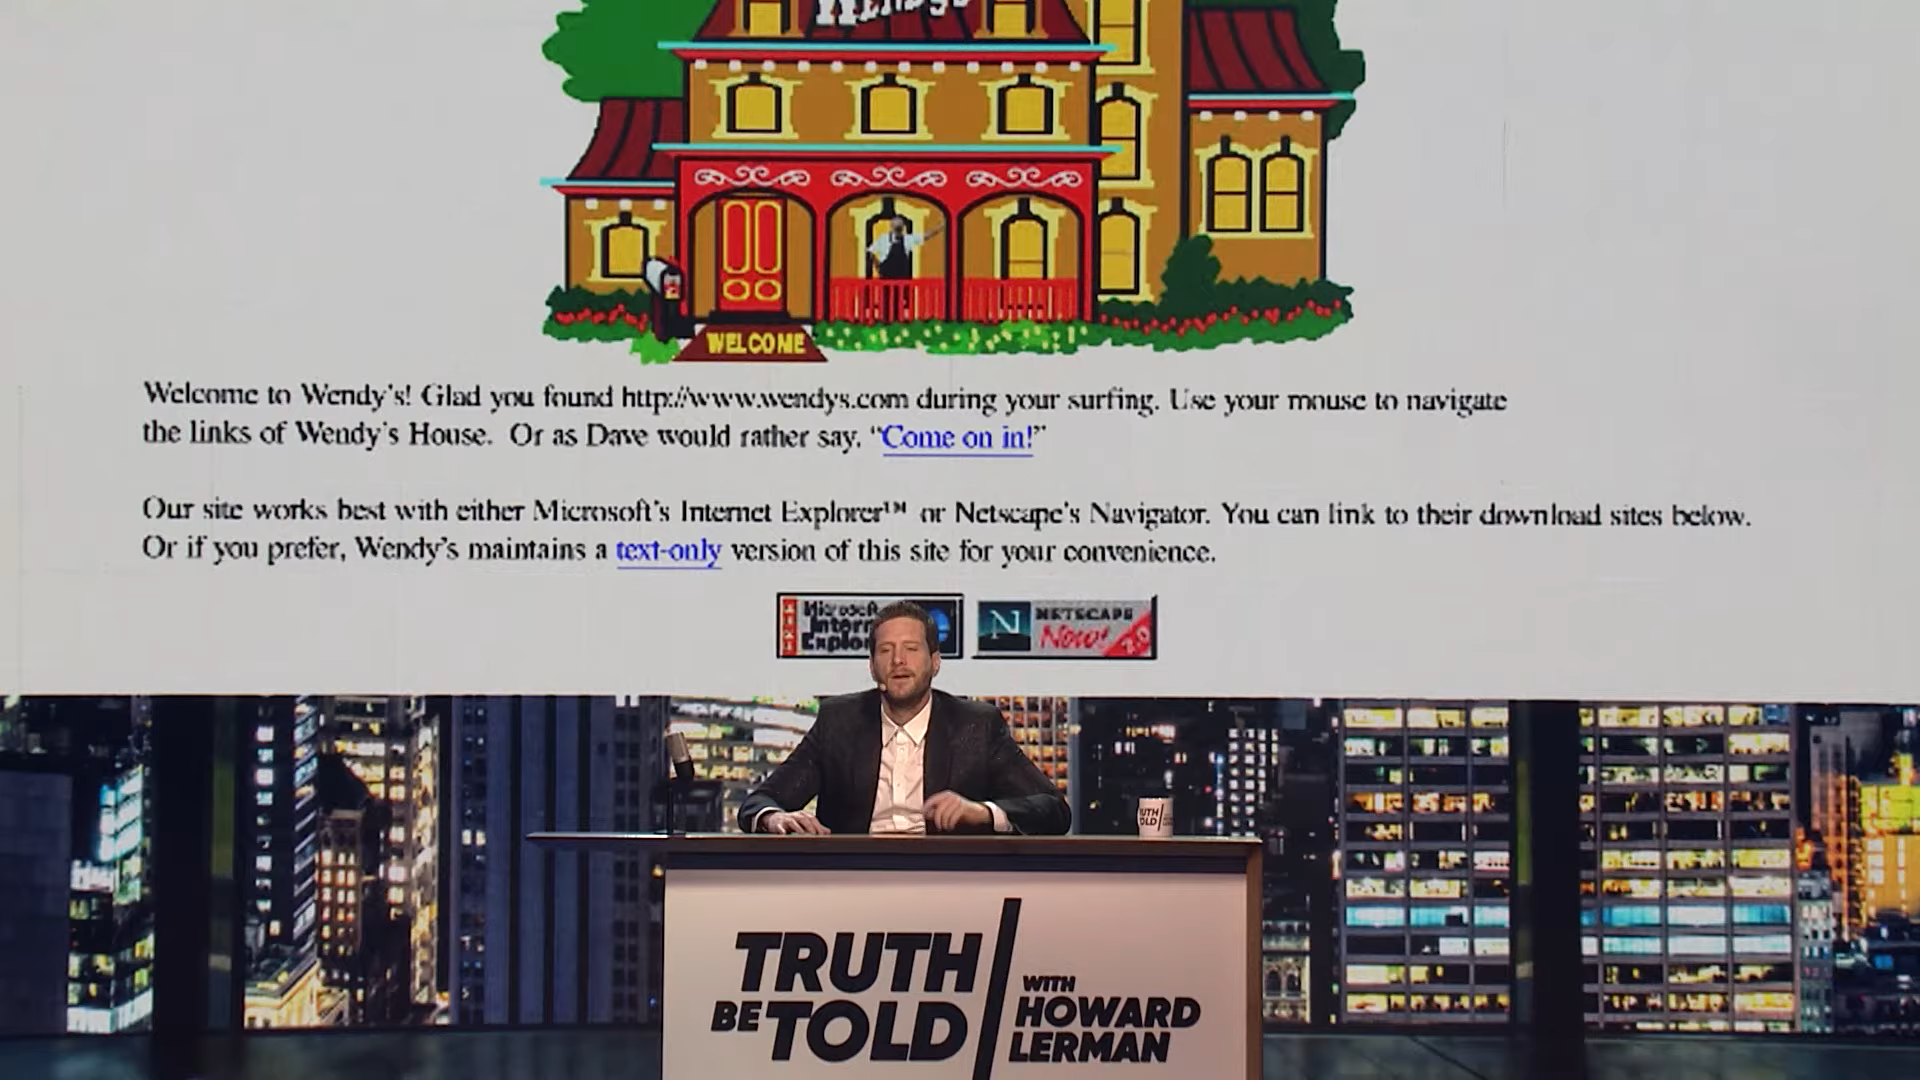 Wendy's
WELCOME
Welcome to Wendy's! Glad you found http://www.wendys.com during your surfing. Use your mouse to navigate
the links of Wendy's House. Or as Dave would rather say, "Come on in!"
Our site works best with either Microsoft's Internet Explorer™ or Netscape's Navigator. You can link to their download sites below.
Or if you prefer, Wendy's maintains a text-only version of this site for your convenience.
Microsoft
NETSCAPE
Now! 2.0
TRUTH
BE TOLD
WITH
HOWARD
LERMAN